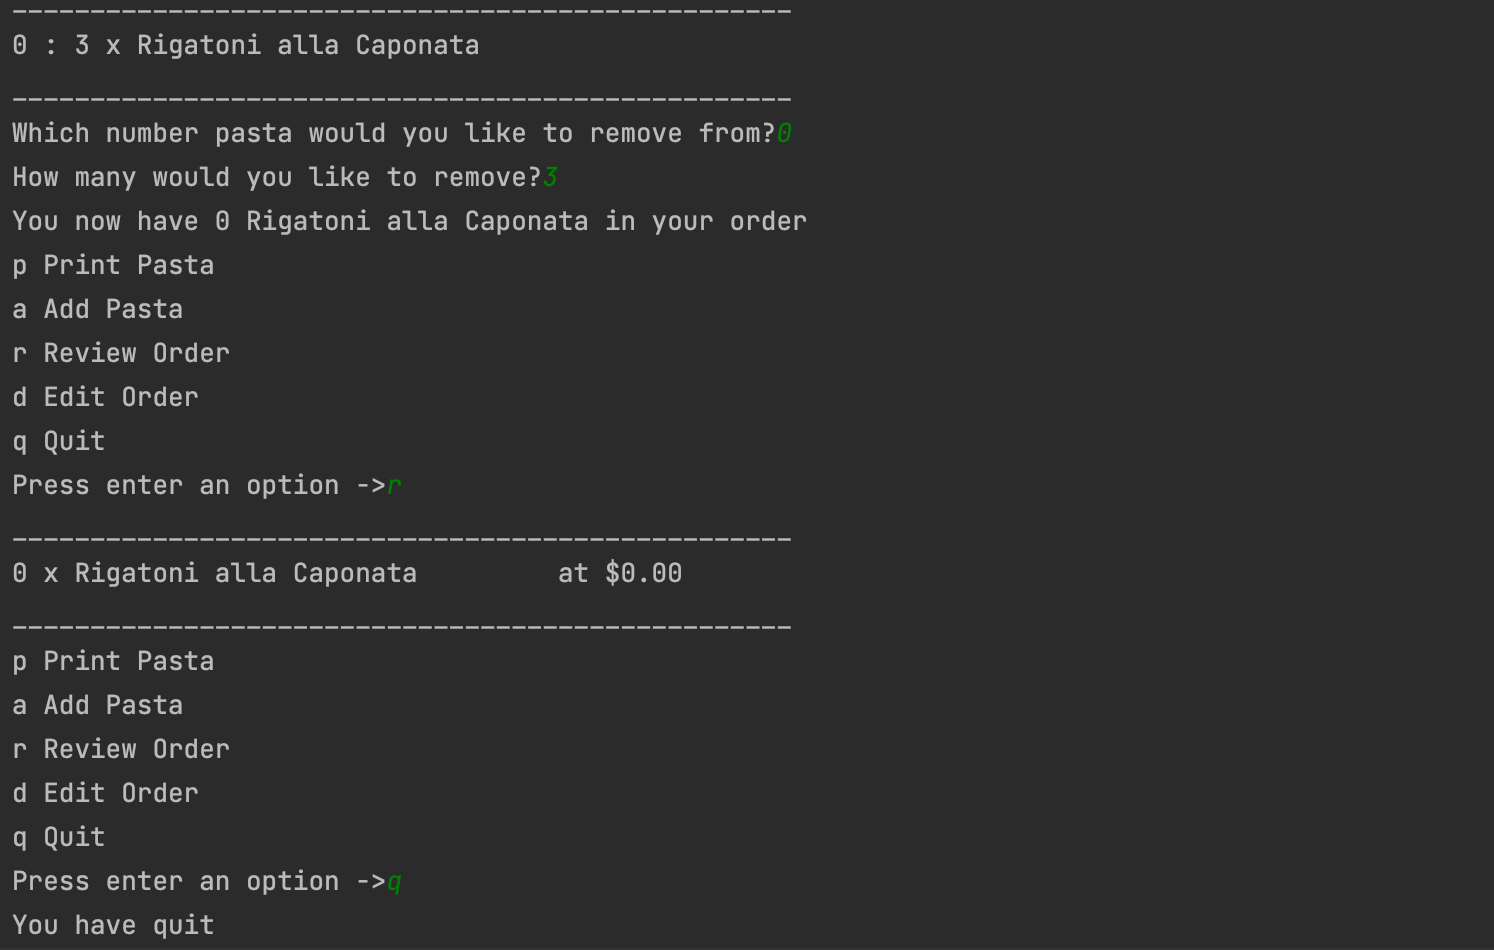 --------------------------------------------------
0 : 3 x Rigatoni alla Caponata
--------------------------------------------------
Which number pasta would you like to remove from?0
How many would you like to remove?3
You now have 0 Rigatoni alla Caponata in your order
p Print Pasta
a Add Pasta
r Review Order
d Edit Order
q Quit
Press enter an option ->r
--------------------------------------------------
0 x Rigatoni alla Caponata         at $0.00
--------------------------------------------------
p Print Pasta
a Add Pasta
r Review Order
d Edit Order
q Quit
Press enter an option ->q
You have quit